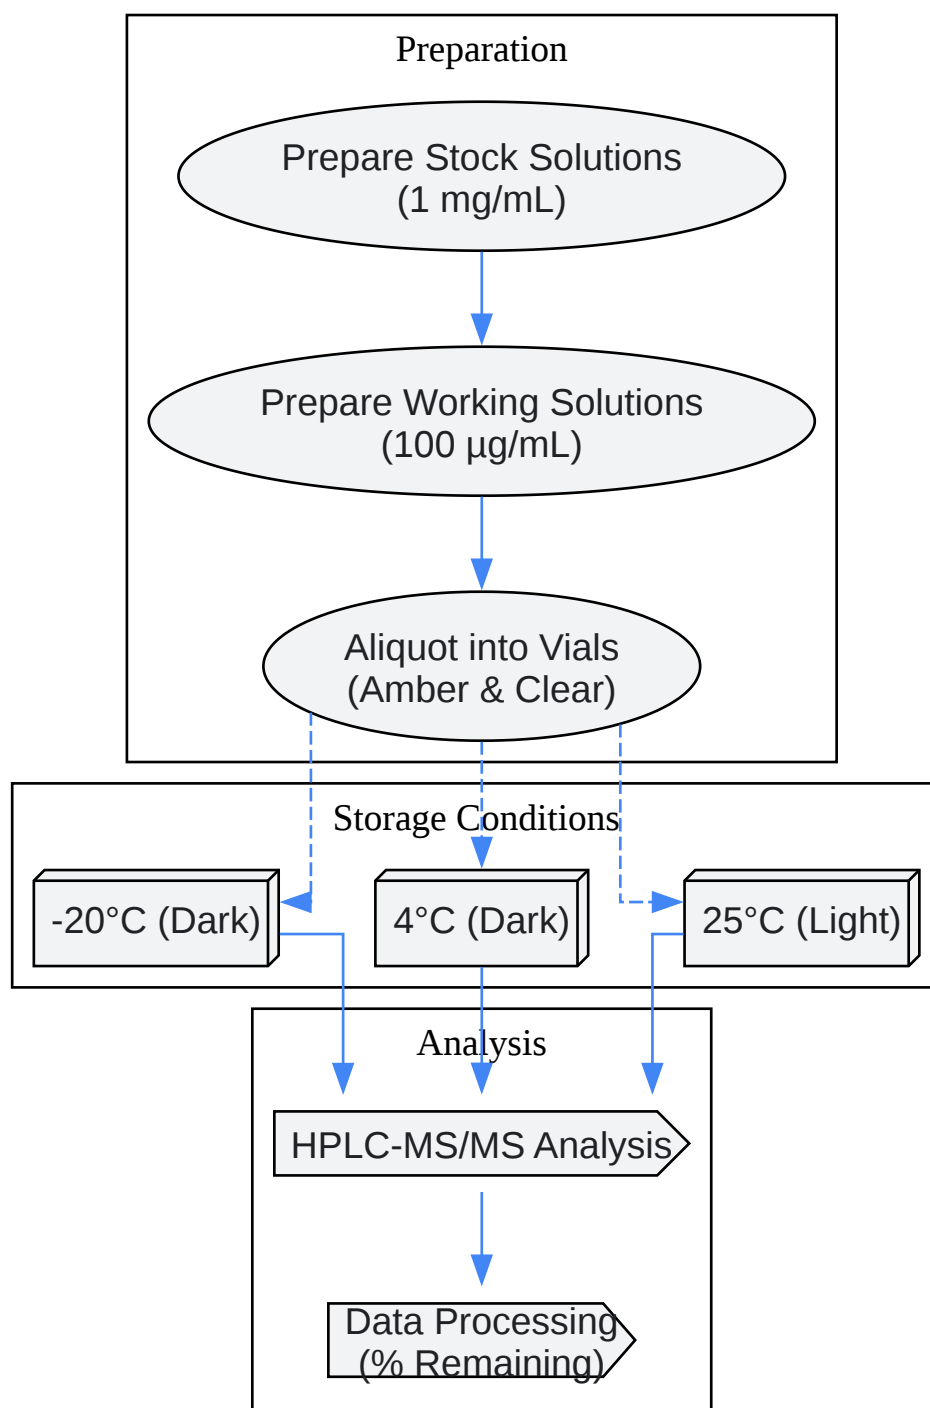 Preparation
Prepare Stock Solutions
(1 mg/mL)
Prepare Working Solutions
(100 µg/mL)
Aliquot into Vials
(Amber & Clear)
Storage Conditions
-20°C (Dark)
4°C (Dark)
25°C (Light)
Analysis
HPLC-MS/MS Analysis
Data Processing
(% Remaining)